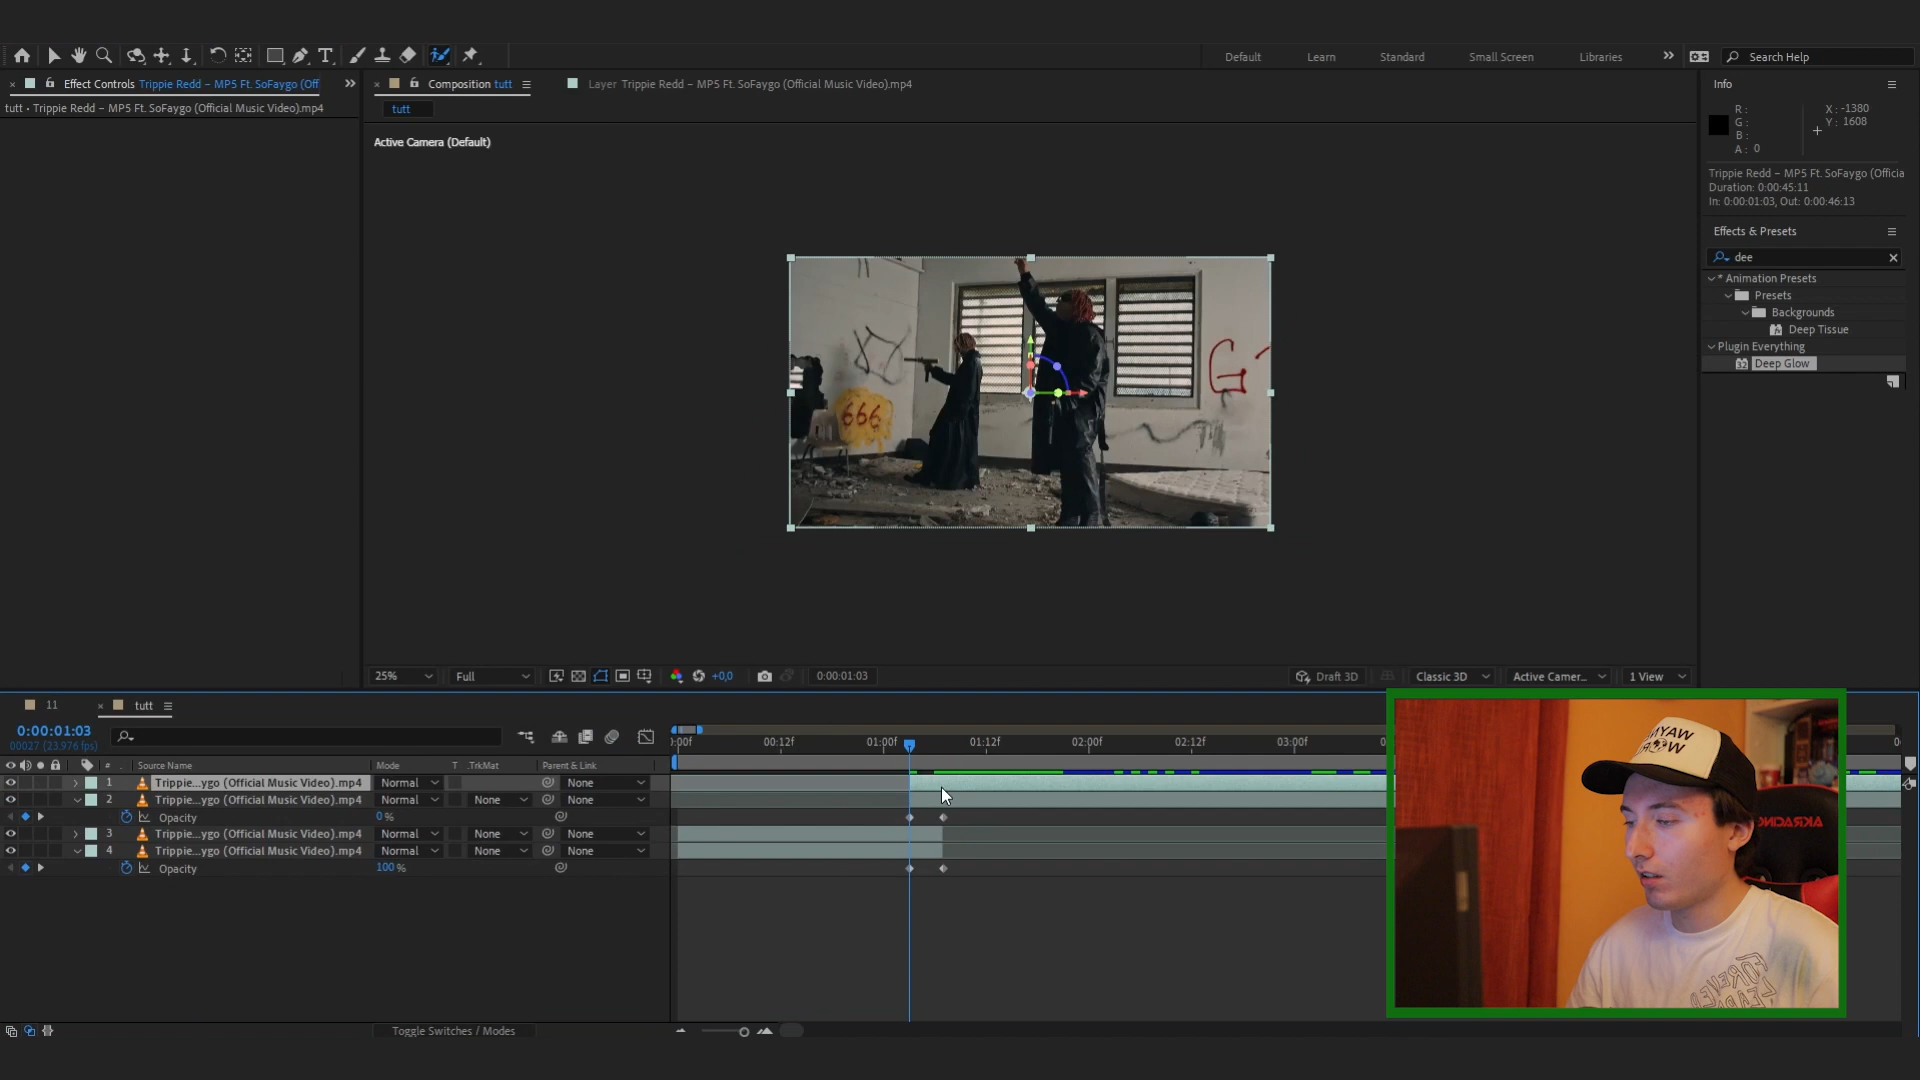 Default
Learn
Standard
Small Screen
Libraries
Search Help
Effect Controls Trippie Redd – MP5 Ft. SoFaygo (Off
Composition tutt
Layer Trippie Redd – MP5 Ft. SoFaygo (Official Music Video).mp4
Info
tutt • Trippie Redd – MP5 Ft. SoFaygo (Official Music Video).mp4
tutt
R :
G :
B :
A : 0
X : -1380
Y : 1608
Active Camera (Default)
Trippie Redd – MP5 Ft. SoFaygo (Officia
Duration: 0:00:45:11
In: 0:00:01:03, Out: 0:00:46:13
Effects & Presets
dee
* Animation Presets
Presets
Backgrounds
Deep Tissue
Plugin Everything
32 Deep Glow
666
G
25%
Full
+0,0
0:00:01:03
Draft 3D
Classic 3D
Active Camer...
1 View
11
tutt
0:00:01:03
00027 (23.976 fps)
:00f
00:12f
01:00f
01:12f
02:00f
02:12f
03:00f
# Source Name Mode T .TrkMat Parent & Link
1 Trippie...ygo (Official Music Video).mp4 Normal None
2 Trippie...ygo (Official Music Video).mp4 Normal None None
Opacity 0 %
3 Trippie...ygo (Official Music Video).mp4 Normal None None
4 Trippie...ygo (Official Music Video).mp4 Normal None None
Opacity 100 %
Toggle Switches / Modes
AKRACING